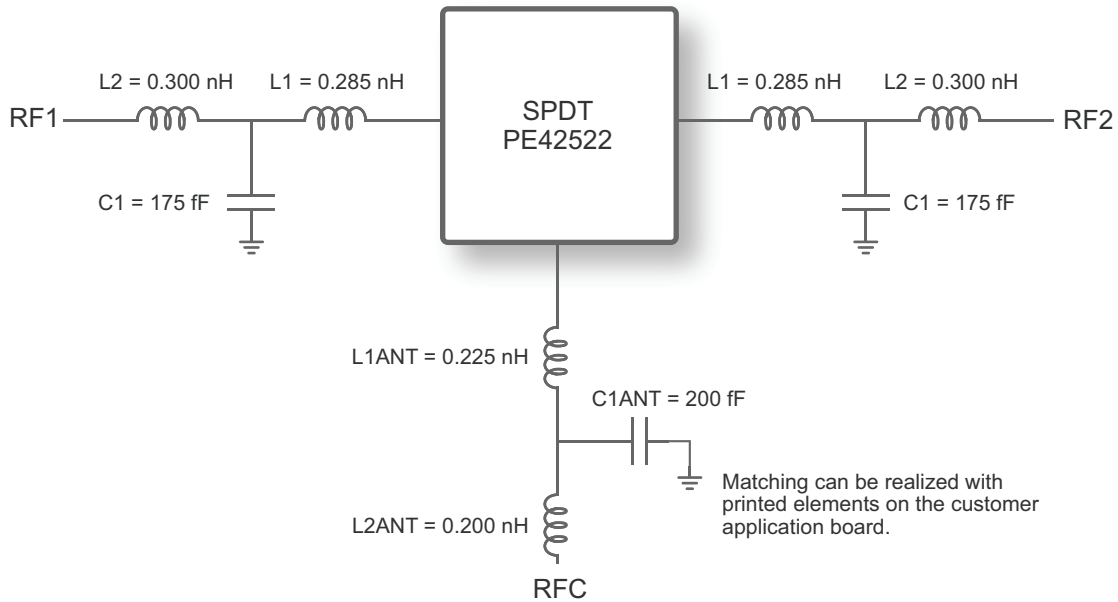 L2 = 0.300 nH
L1 = 0.285 nH
SPDT
PE42522
L1 = 0.285 nH
L2 = 0.300 nH
RF1
RF2
C1 = 175 fF
C1 = 175 fF
L1ANT = 0.225 nH
C1ANT = 200 fF
Matching can be realized with
printed elements on the customer
application board.
L2ANT = 0.200 nH
RFC